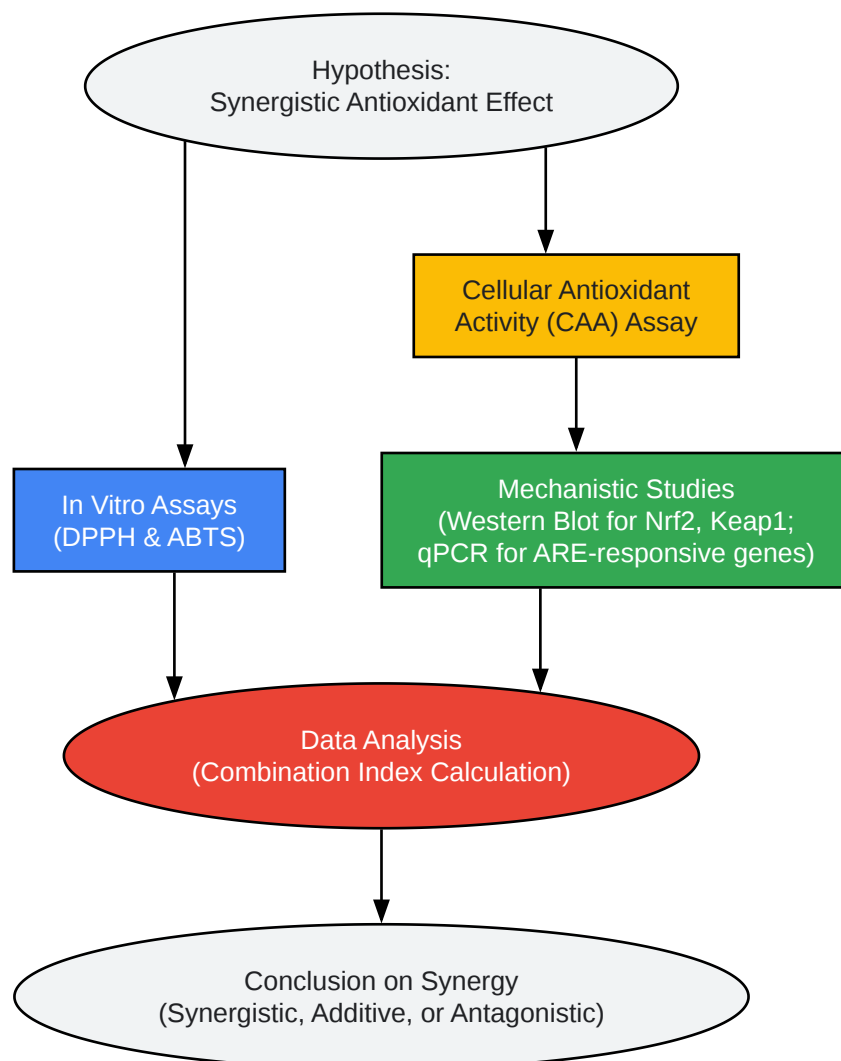 Hypothesis:
Synergistic Antioxidant Effect
Cellular Antioxidant
Activity (CAA) Assay
In Vitro Assays
(DPPH & ABTS)
Mechanistic Studies
(Western Blot for Nrf2, Keap1;
qPCR for ARE-responsive genes)
Data Analysis
(Combination Index Calculation)
Conclusion on Synergy
(Synergistic, Additive, or Antagonistic)